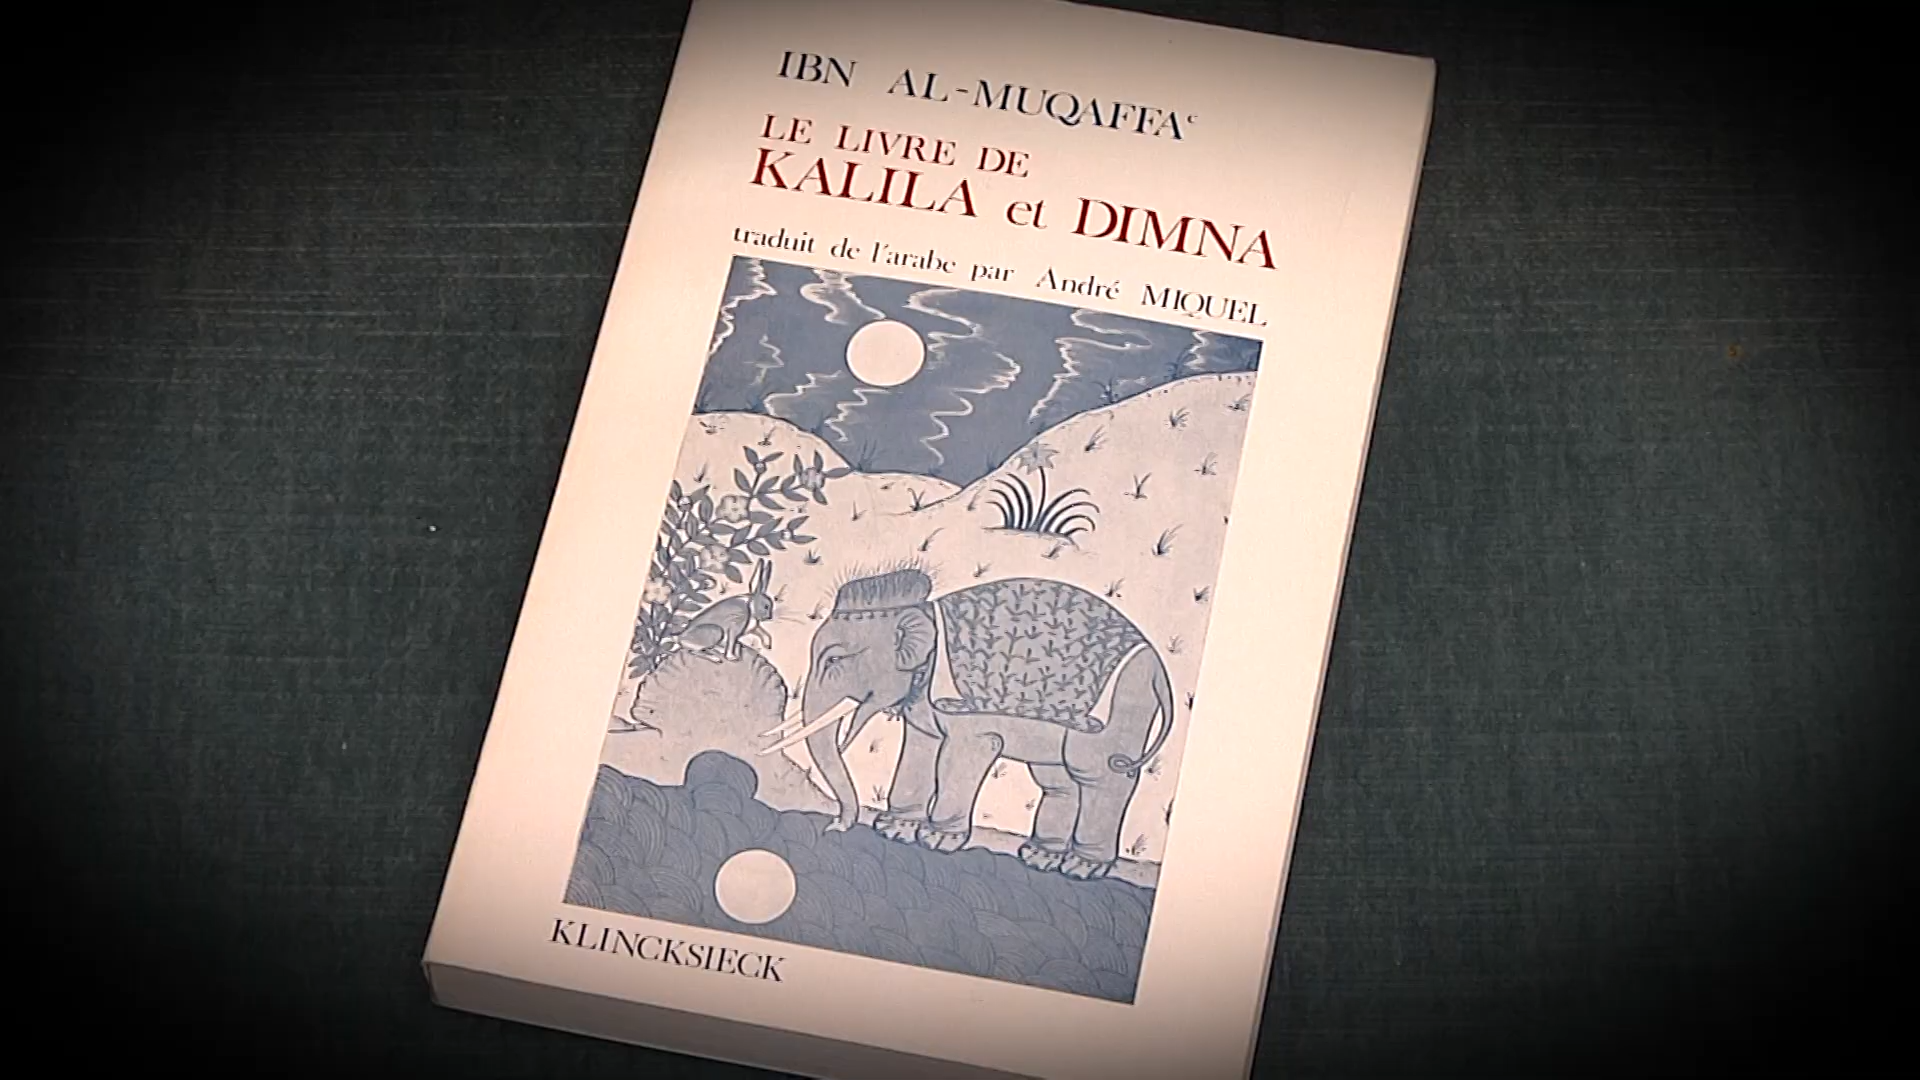 IBN AL-MUQAFFAᶜ
LE LIVRE DE
KALILA et DIMNA
traduit de l'arabe par André MIQUEL
KLINCKSIECK